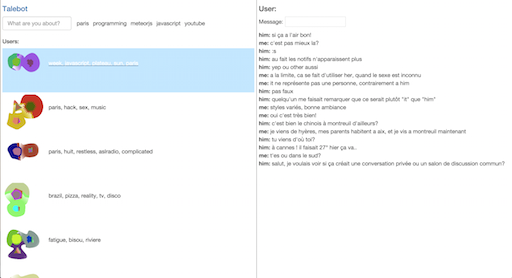 Talebot
What are you about?
paris programming meteorjs javascript youtube
Users:
paris, hack, sex, music
paris, huit, restless, asiradio, complicated
brazil, pizza, reality, tv, disco
fatigue, bisou, riviere
User:
Message:
him: si ça a l'air bon!
me: c'est pas mieux la?
him: :s
him: au fait les notifs n'apparaissent plus
him: yep ou other aussi
me: a la limite, ca se fait d'utiliser her, quand le sexe est inconnu
me: it ne représente pas une personne, contrairement a him
him: pas faux
him: quelqu'un me faisait remarquer que ce serait plutôt "it" que "him"
me: styles variés, bonne ambiance
me: oui c'est très bien!
him: c'est bien le chinois à montreuil d'ailleurs?
me: je viens de hyères, mes parents habitent a six, et je vis a montreuil maintenant
him: tu viens d'où toi?
him: à cannes ! il faisait 27° hier ça va..
me: t'es ou dans le sud?
him: salut, je voulais voir si ça créait une conversation privée ou un salon de discussion commun?